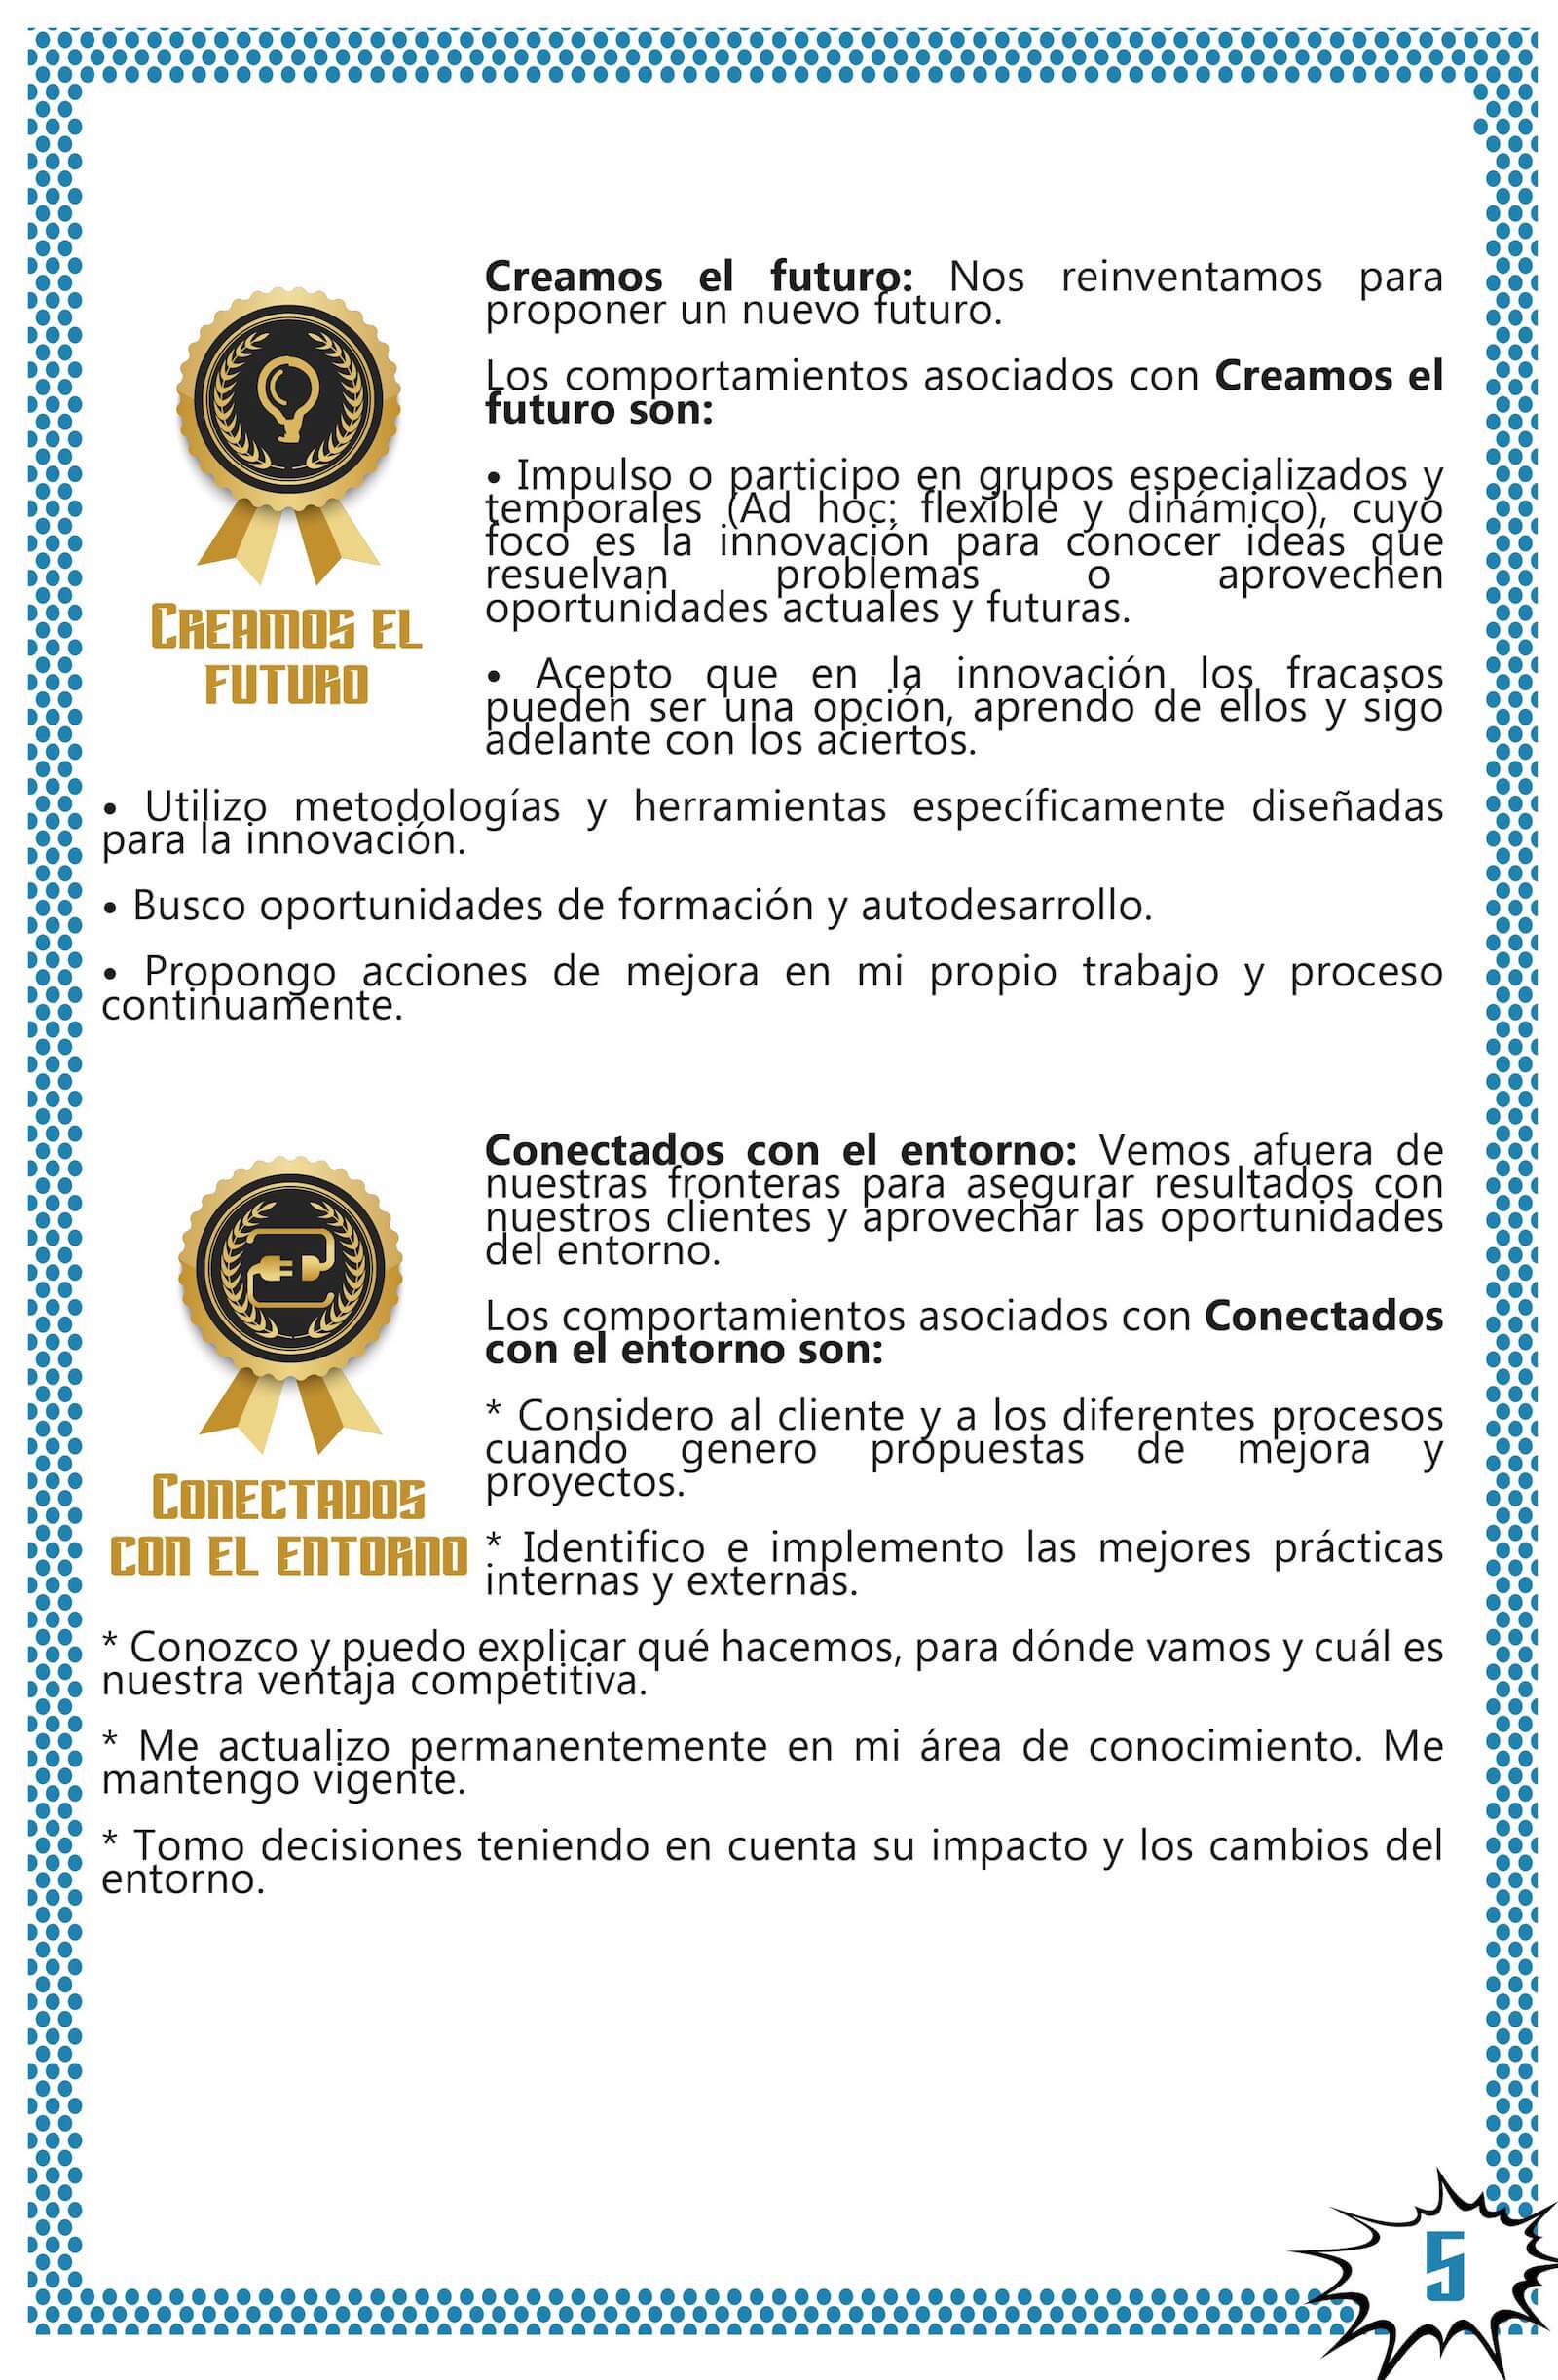 Creamos el futuro: Nos reinventamos para
proponer un nuevo futuro.
Los comportamientos asociados con Creamos el
futuro son:
• Impulso o participo en grupos especializados y
temporales (Ad hoc: flexible y dinámico), cuyo
foco es la innovación para conocer ideas que
resuelvan problemas o aprovechen
oportunidades actuales y futuras.
CREAMOS EL
FUTURO
• Acepto que en la innovación los fracasos
pueden ser una opción, aprendo de ellos y sigo
adelante con los aciertos.
• Utilizo metodologías y herramientas específicamente diseñadas
para la innovación.
• Busco oportunidades de formación y autodesarrollo.
• Propongo acciones de mejora en mi propio trabajo y proceso
continuamente.
Conectados con el entorno: Vemos afuera de
nuestras fronteras para asegurar resultados con
nuestros clientes y aprovechar las oportunidades
del entorno.
Los comportamientos asociados con Conectados
con el entorno son:
* Considero al cliente y a los diferentes procesos
cuando genero propuestas de mejora y
proyectos.
CONECTADOS
CON EL ENTORNO
* Identifico e implemento las mejores prácticas
internas y externas.
* Conozco y puedo explicar qué hacemos, para dónde vamos y cuál es
nuestra ventaja competitiva.
* Me actualizo permanentemente en mi área de conocimiento. Me
mantengo vigente.
* Tomo decisiones teniendo en cuenta su impacto y los cambios del
entorno.
5